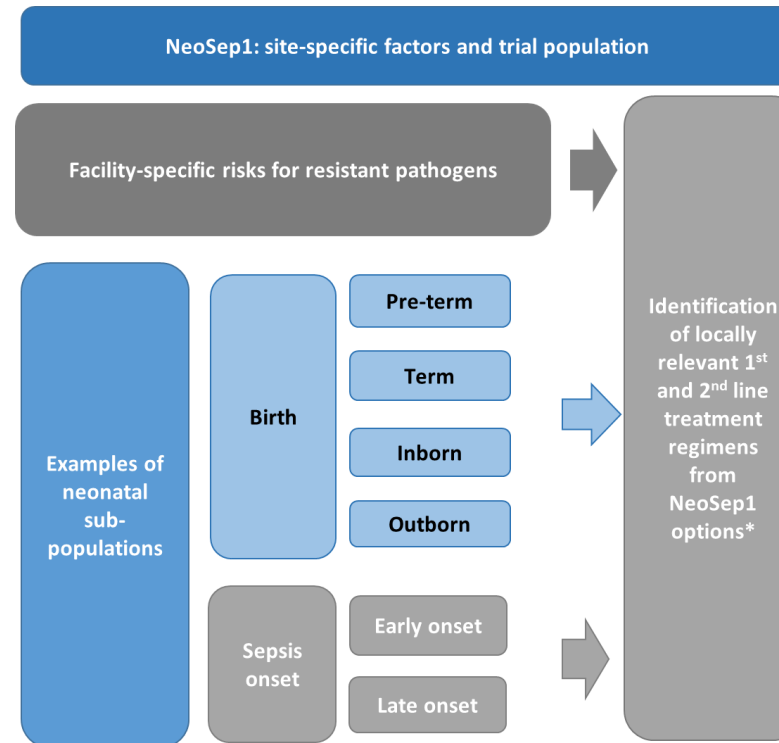 NeoSep1: site-specific factors and trial population
Facility-specific risks for resistant pathogens
Examples of
neonatal
sub-
populations
Birth
Pre-term
Term
Inborn
Outborn
Sepsis
onset
Early onset
Late onset
Identification
of locally
relevant 1st
and 2nd line
treatment
regimens
from
NeoSep1
options*